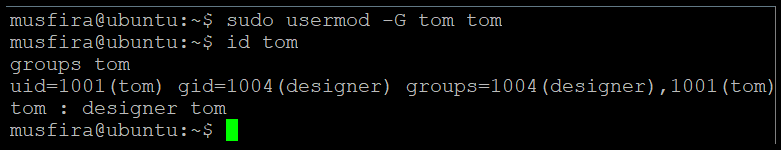 musfira@ubuntu:~$ sudo usermod -G tom tom
musfira@ubuntu:~$ id tom
groups tom
uid=1001(tom) gid=1004(designer) groups=1004(designer),1001(tom)
tom : designer tom
musfira@ubuntu:~$